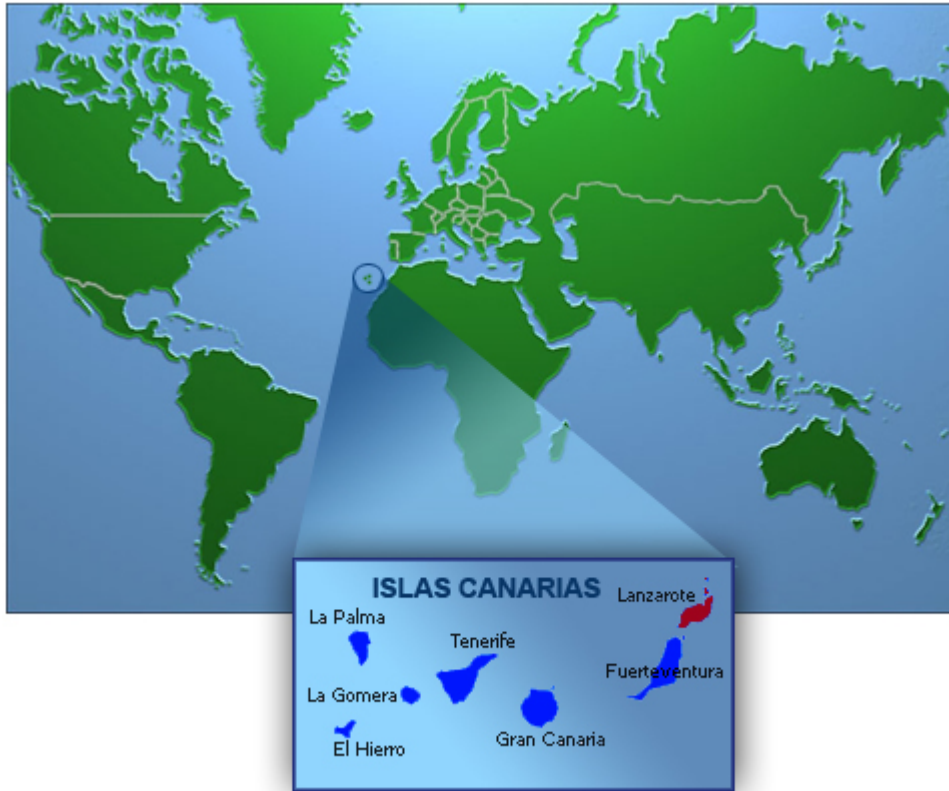 ISLAS CANARIAS
Lanzarote
La Palma
Tenerife
Fuerteventura
La Gomera
Gran Canaria
El Hierro